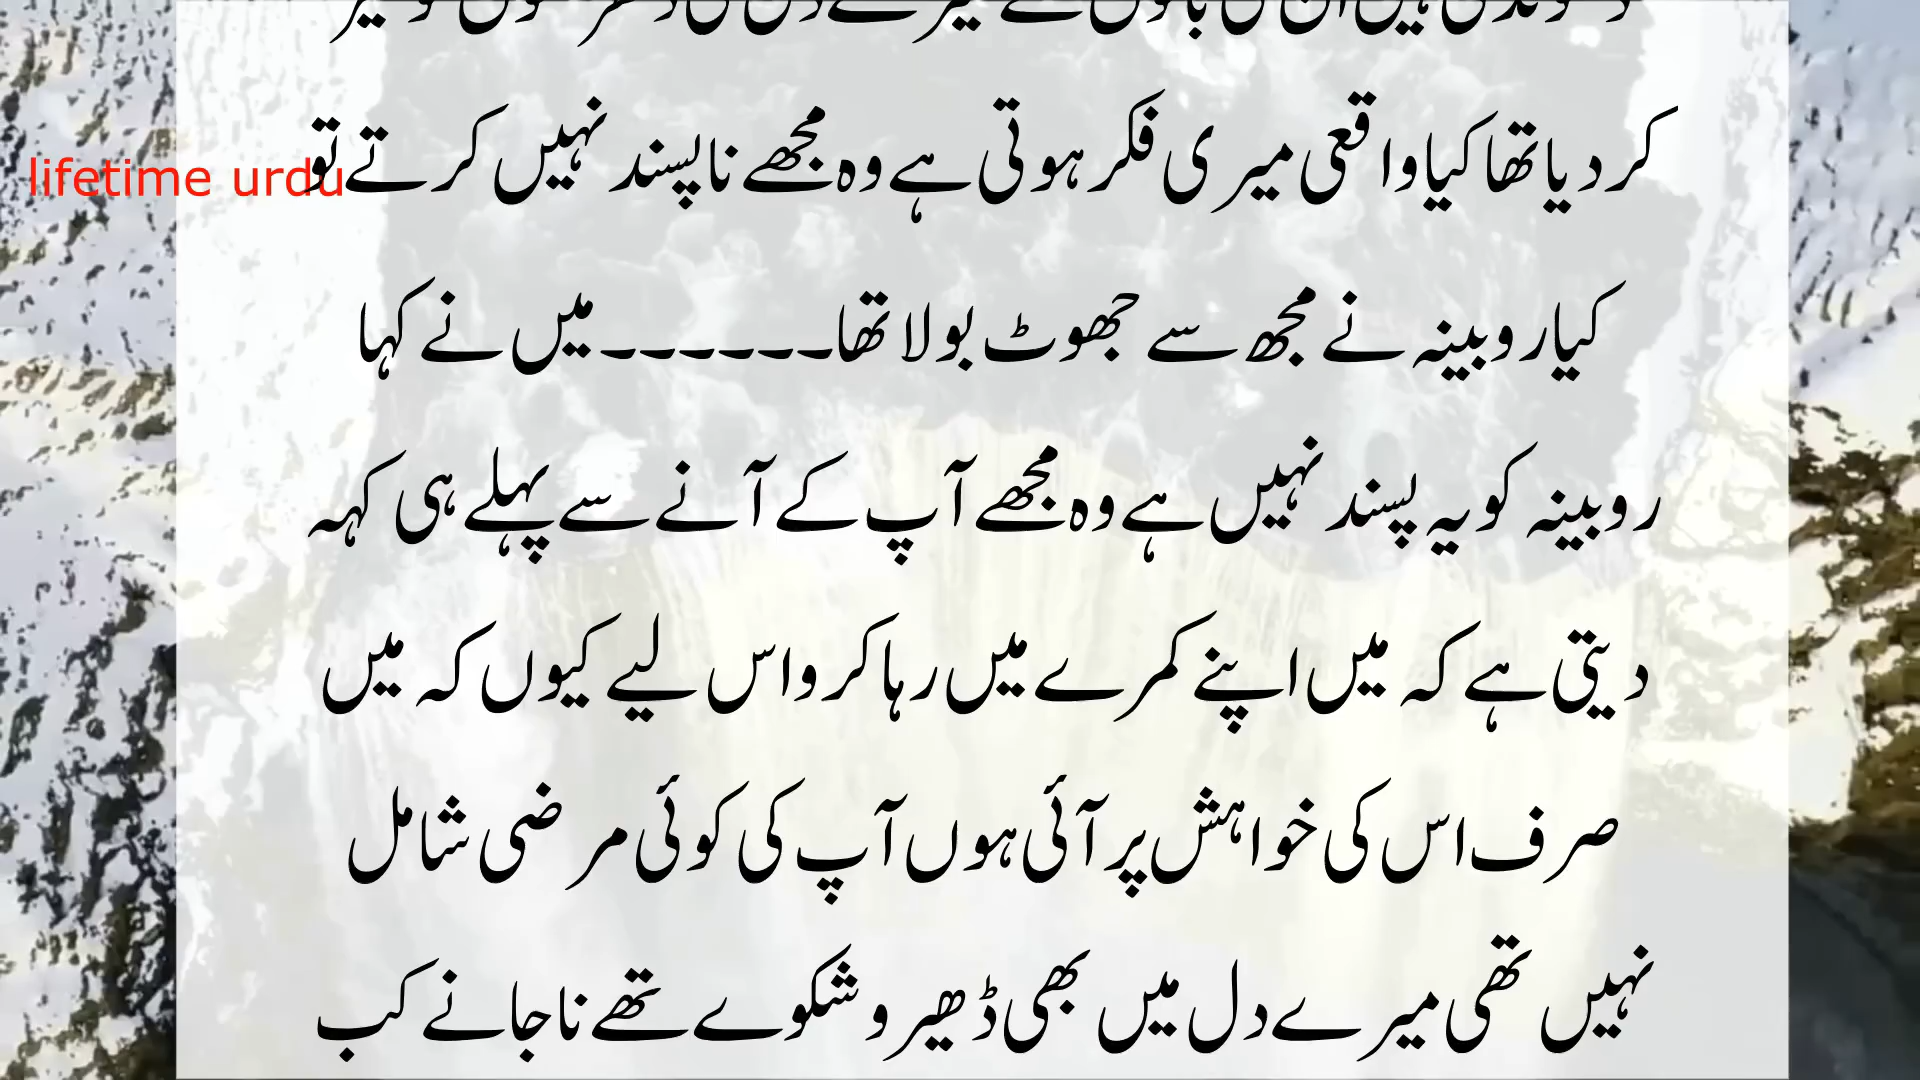 کر دیا تھا کیا واقعی میری فکر ہوتی ہے وہ مجھے ناپسند نہیں کرتے تو
lifetime urdu
کیا روبینہ نے مجھ سے جھوٹ بولا تھا۔۔۔۔۔۔میں نے کہا
روبینہ کو یہ پسند نہیں ہے وہ مجھے آپ کے آنے سے پہلے ہی کہہ
دیتی ہے کہ میں اپنے کمرے میں رہا کرو اس لیے کیوں کہ میں
صرف اس کی خواہش پر آئی ہوں آپ کی کوئی مرضی شامل
نہیں تھی میرے دل میں بھی ڈھیر و شکوے تھے نا جانے کب